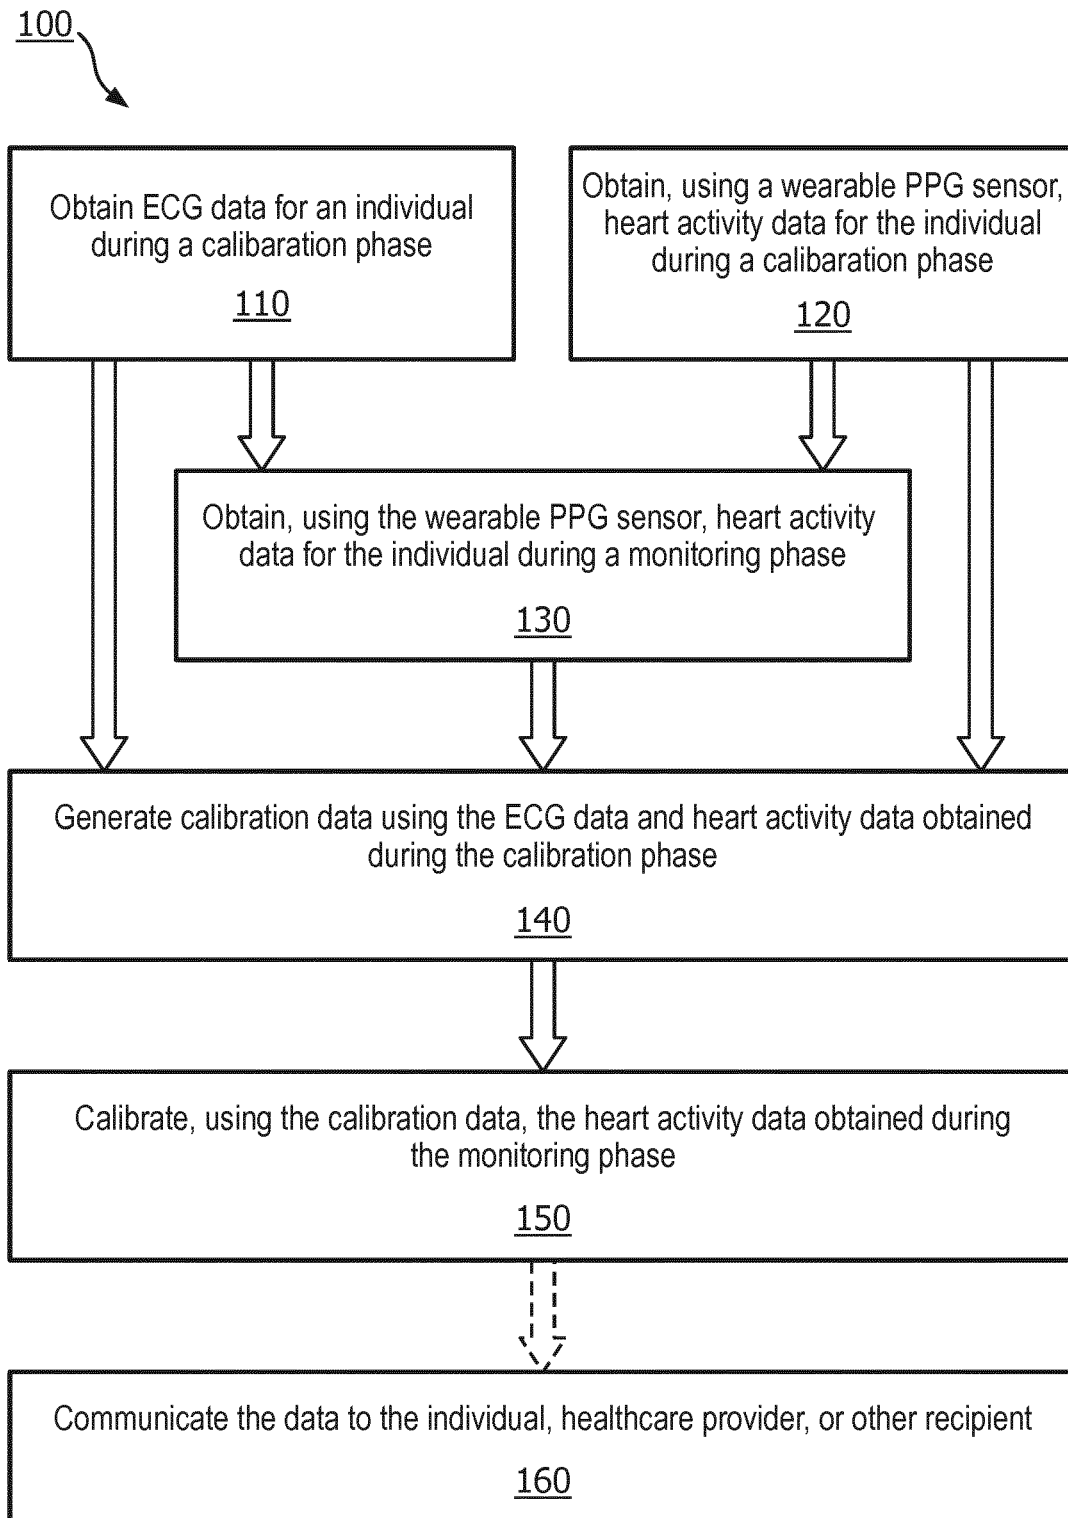 100
Obtain ECG data for an individual
during a calibaration phase
110
Obtain, using a wearable PPG sensor,
heart activity data for the individual
during a calibaration phase
120
Obtain, using the wearable PPG sensor, heart activity
data for the individual during a monitoring phase
130
Generate calibration data using the ECG data and heart activity data obtained
during the calibration phase
140
Calibrate, using the calibration data, the heart activity data obtained during
the monitoring phase
150
Communicate the data to the individual, healthcare provider, or other recipient
160